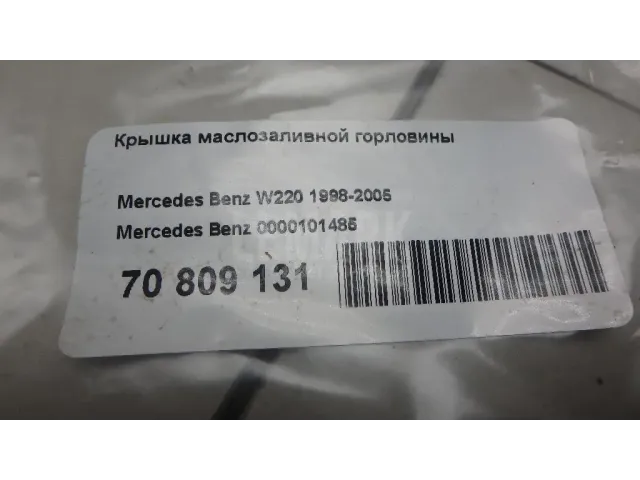 Крышка маслозаливной горловины
Mercedes Benz W220 1998-2005
Mercedes Benz 0000101485
70 809 131